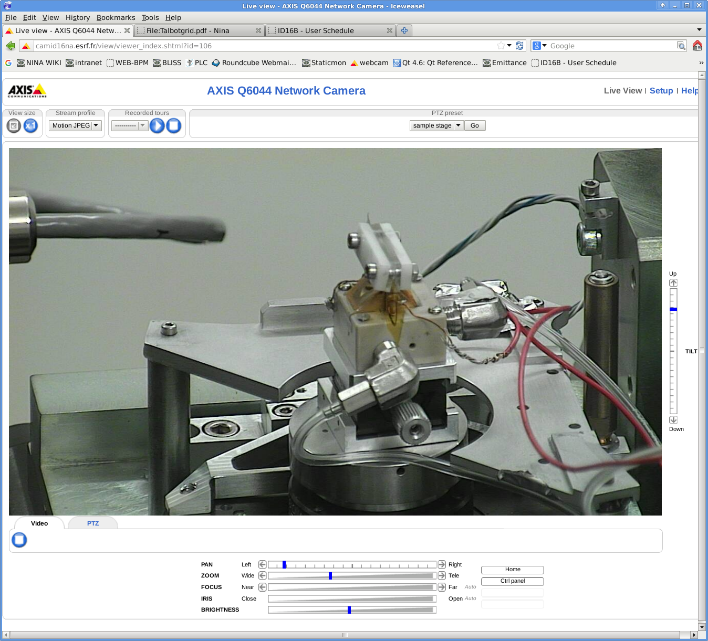 Live view - AXIS Q6044 Network Camera - Iceweasel
File Edit View History Bookmarks Tools Help
Live view - AXIS Q6044 Netw... File:Talbotgrid.pdf - Nina ID16B - User Schedule
camid16na.esrf.fr/view/viewer_index.shtml?id=106 Google
NINA WIKI intranet WEB-BPM BLISS PLC Roundcube Webmai... Staticmon webcam Qt 4.6: Qt Referenc... Emittance ID16B - User Schedule
AXIS COMMUNICATIONS AXIS Q6044 Network Camera Live View | Setup | Help
View size Stream profile Recorded tours PTZ preset
x1 Motion JPEG ---------- sample stage Go
Up
TILT
Down
Video PTZ
PAN Left Right Home
ZOOM Wide Tele Ctrl panel
FOCUS Near Far Auto
IRIS Close Open Auto
BRIGHTNESS